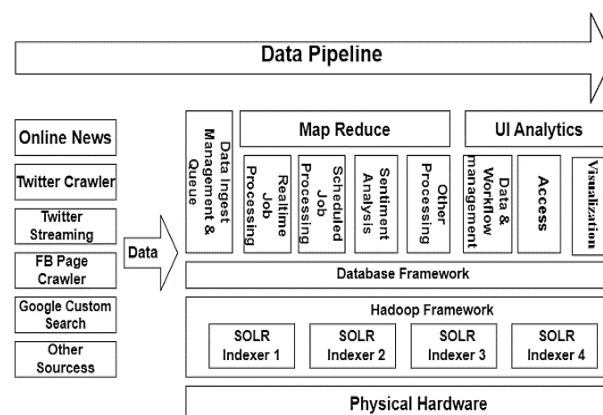 Data Pipeline
Online News
Twitter Crawler
Twitter
Streaming
FB Page
Crawler
Google Custom
Search
Other
Sourcess
Data
Data Ingest
Management &
Queue
Map Reduce
Realtime
Job
Processing
Scheduled
Job
Processing
Sentiment
Analysis
Other
Processing
UI Analytics
Data &
Workflow
management
Access
Visualization
Database Framework
Hadoop Framework
SOLR
Indexer 1
SOLR
Indexer 2
SOLR
Indexer 3
SOLR
Indexer 4
Physical Hardware